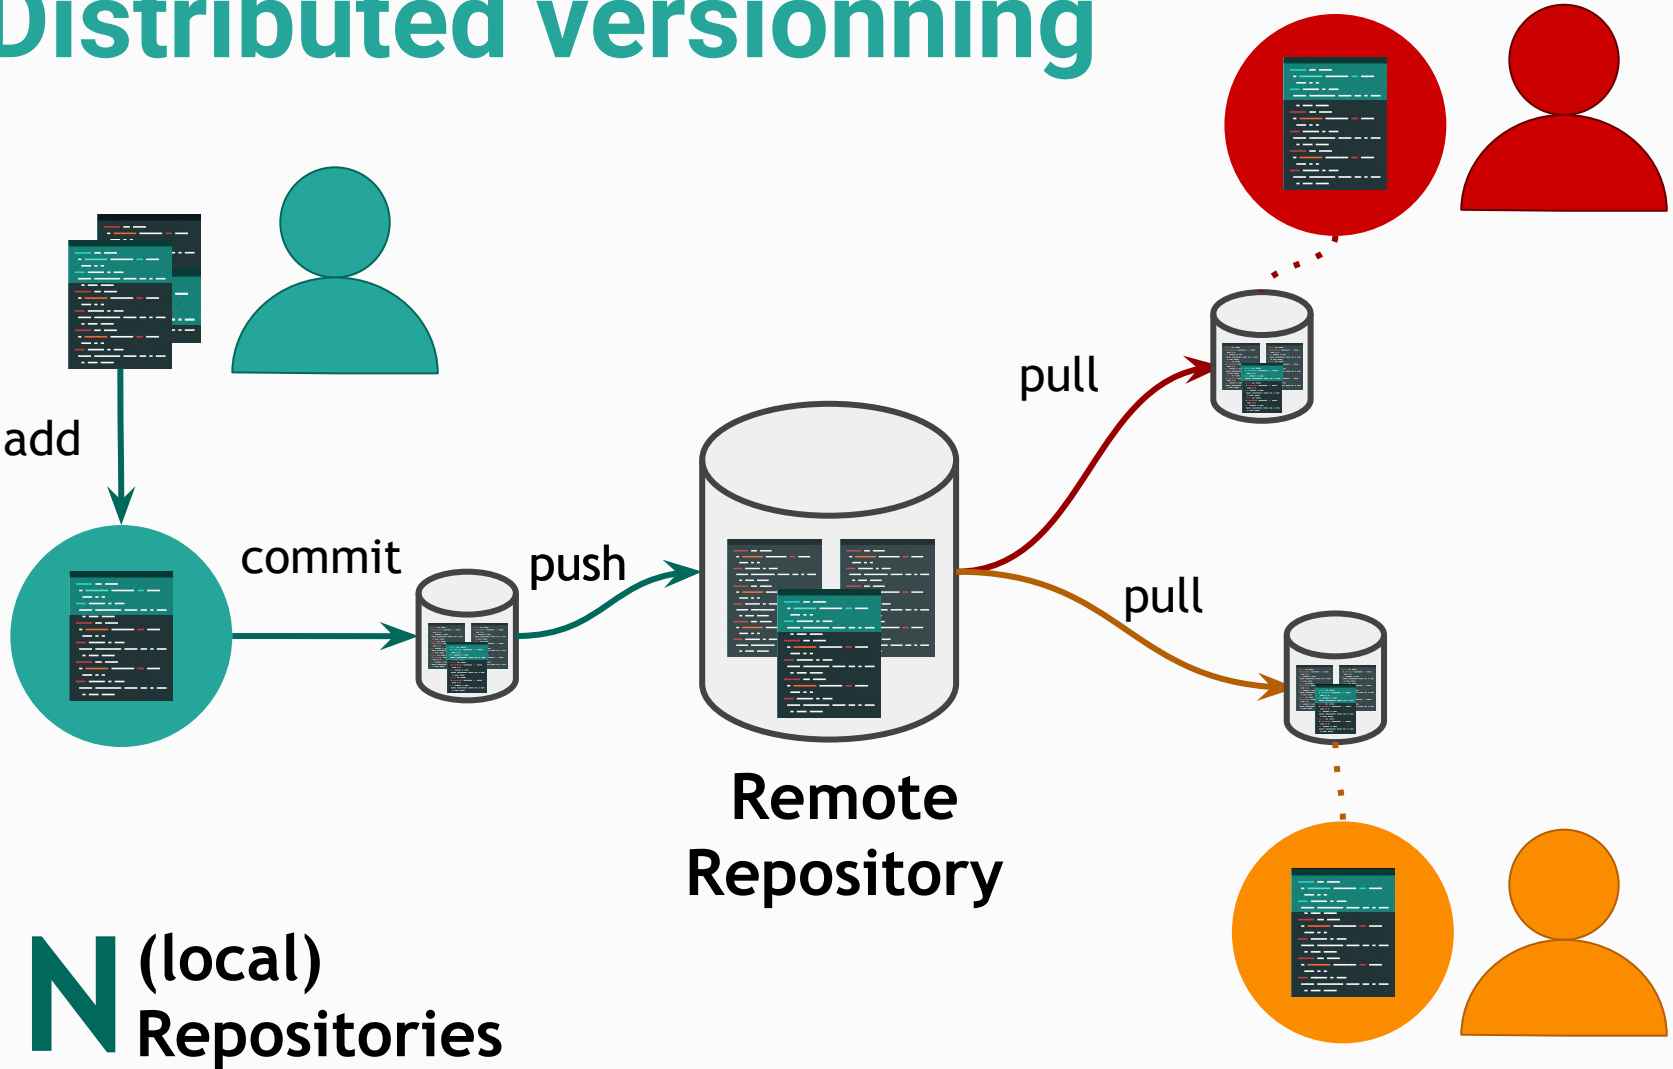 Distributed versionning
add
commit
push
pull
pull
Remote
Repository
N (local)
Repositories